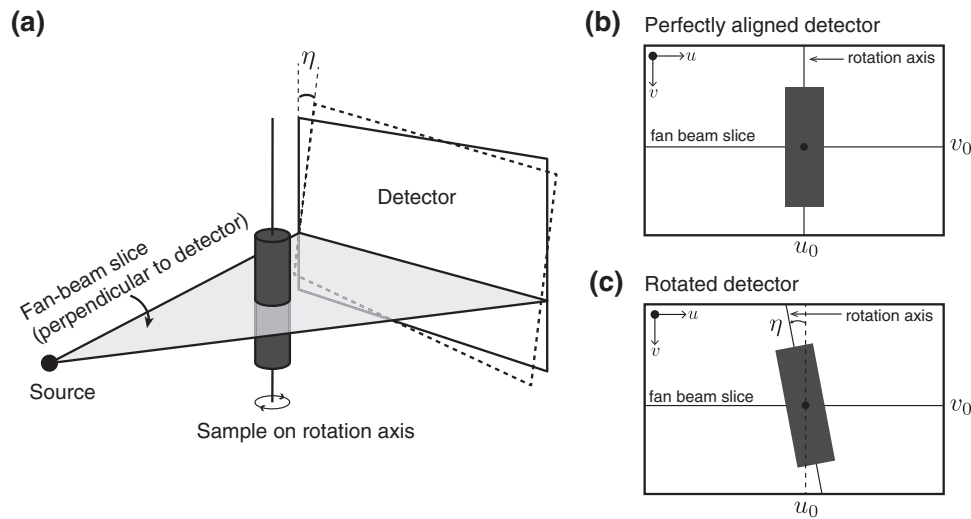 (a)
η
Detector
Fan-beam slice
(perpendicular to detector)
Source
Sample on rotation axis
(b) Perfectly aligned detector
u
v
rotation axis
fan beam slice
v0
u0
(c) Rotated detector
u
v
η
rotation axis
fan beam slice
v0
u0